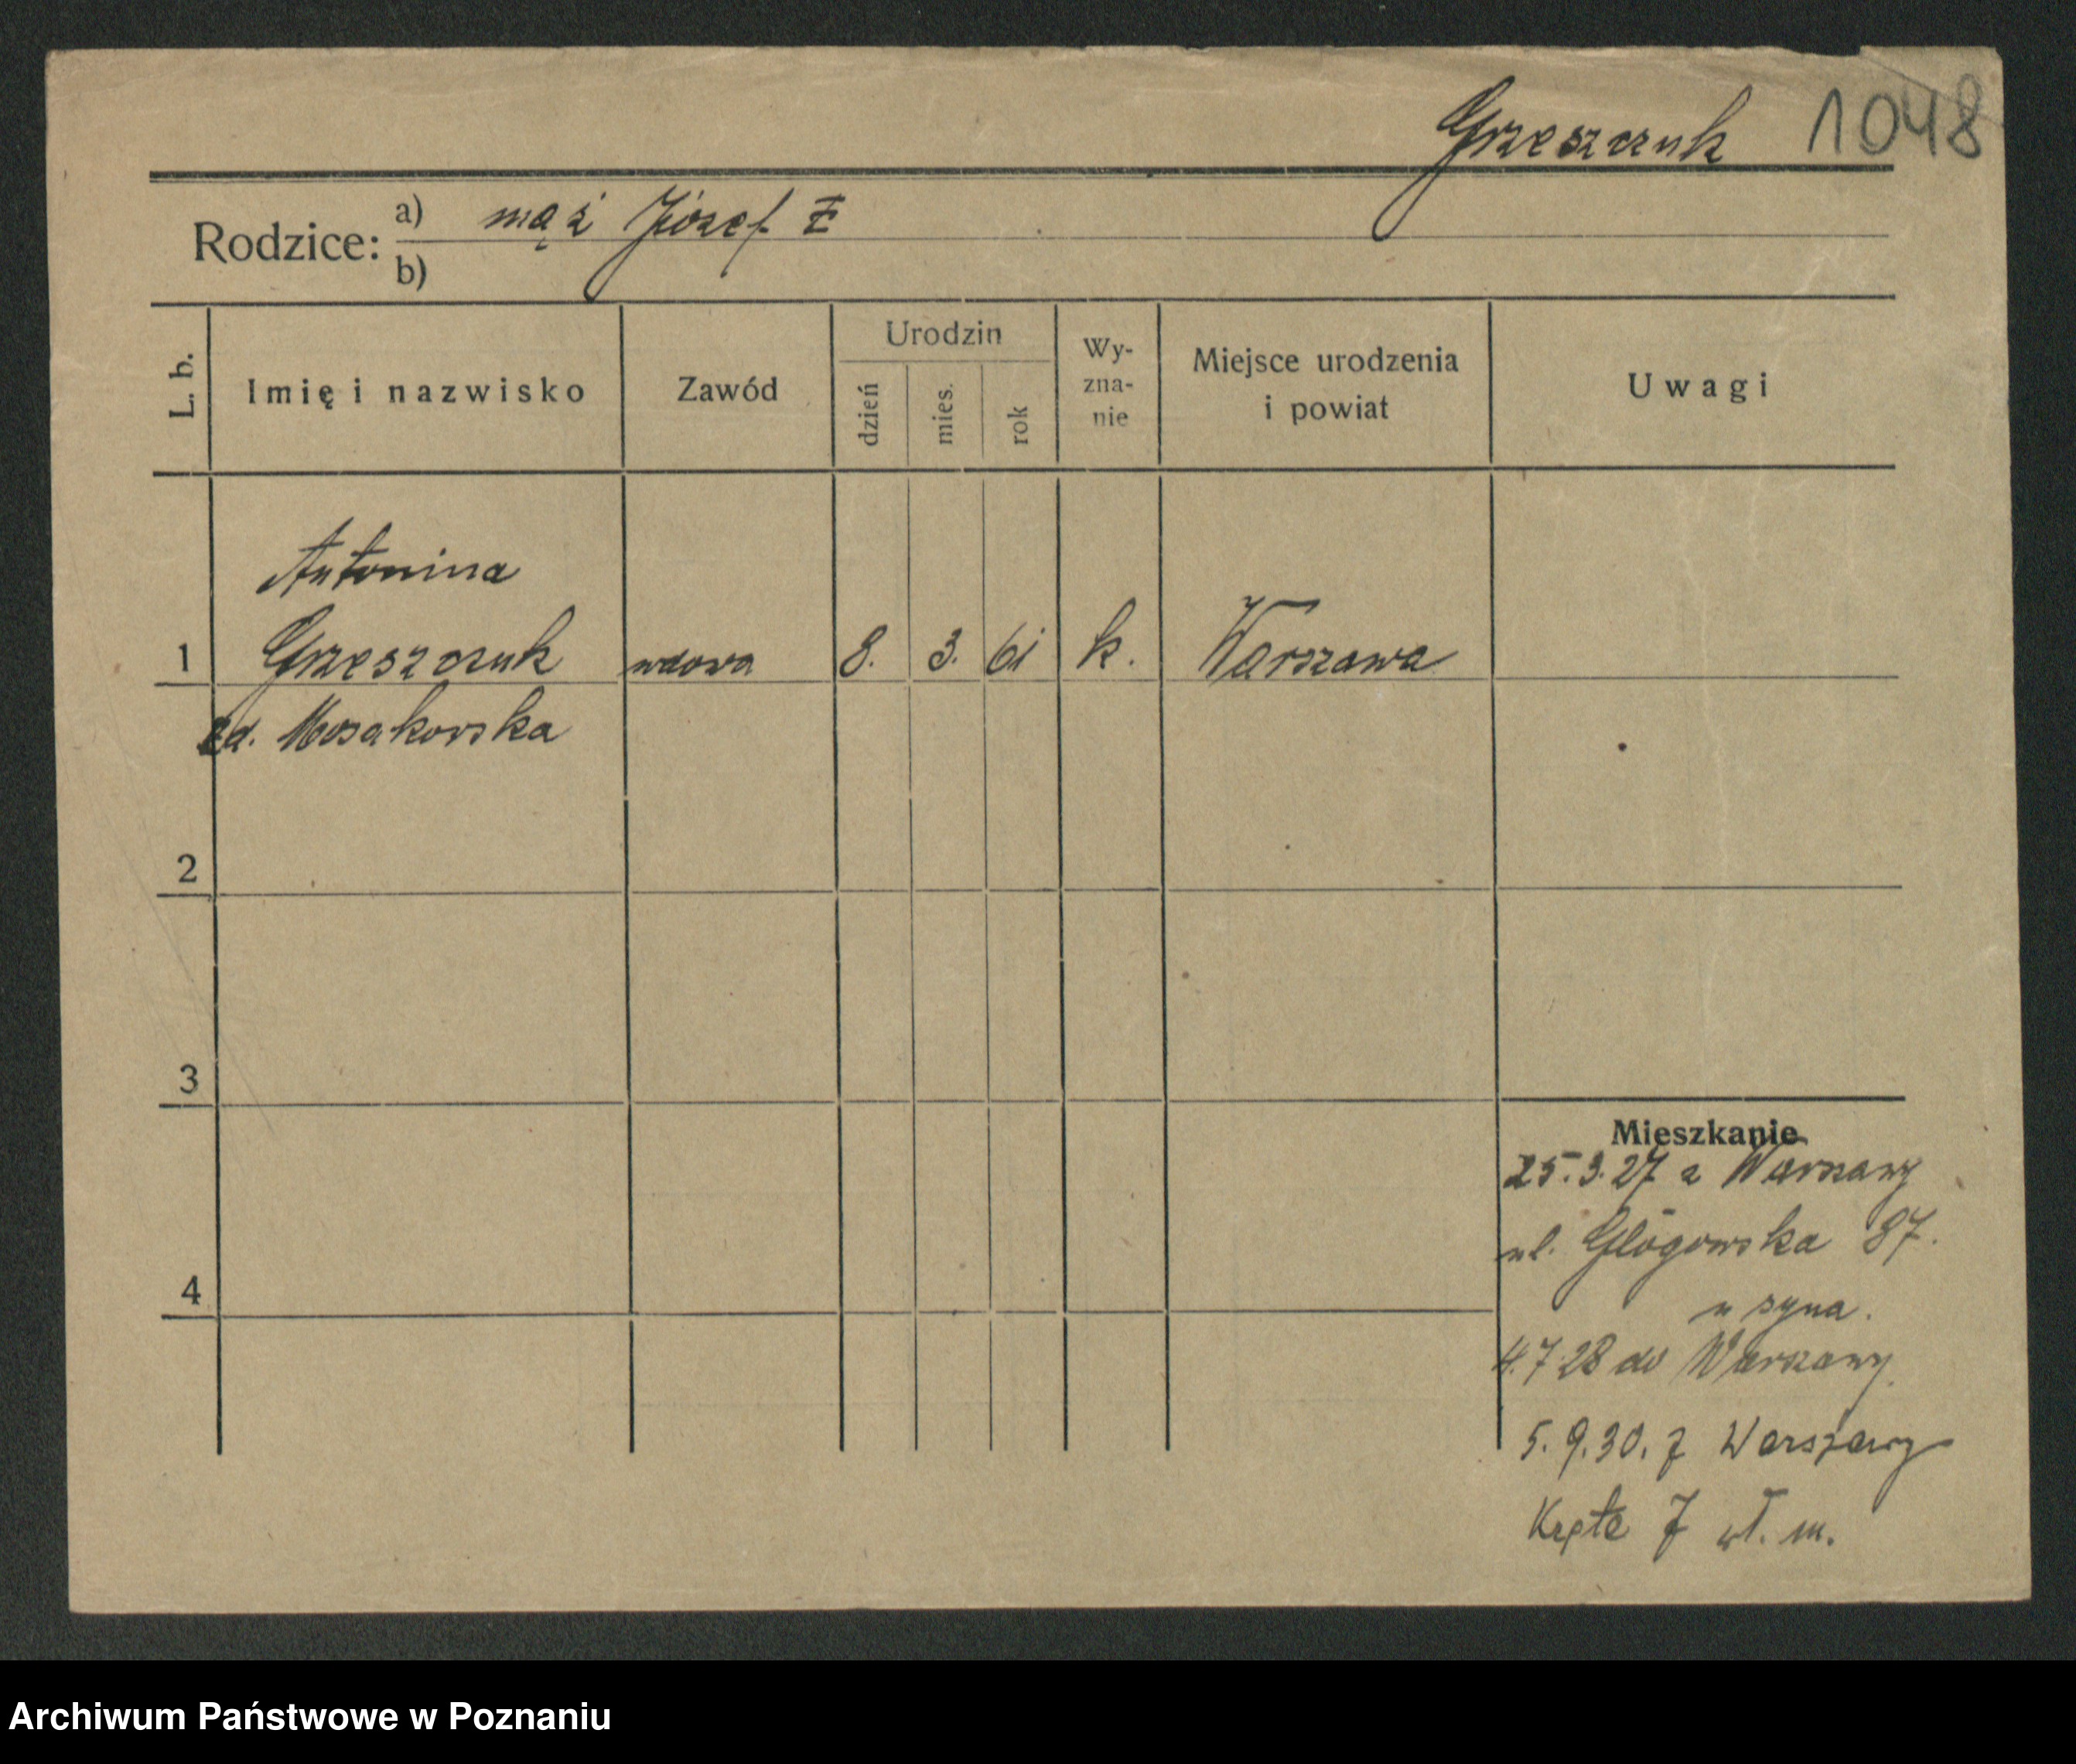 Grzeszczuk 1048
Rodzice: a) mąż Józef
b)
L. b.
Imię i nazwisko
Zawód
Urodzin
dzień
mies.
rok
Wy-
zna-
nie
Miejsce urodzenia
i powiat
Uwagi
Antonina
1 Grzeszczuk wdowa 8. 3. 61 k. Warszawa
zd. Mosakowska
2
3
4
Mieszkanie
25.3.27 z Warszawy
ul. Głogowska 87.
u syna.
4.7.28 do Warszawy
5.9.30. z Warszawy
Kręta 7 wł. m.
Archiwum Państwowe w Poznaniu